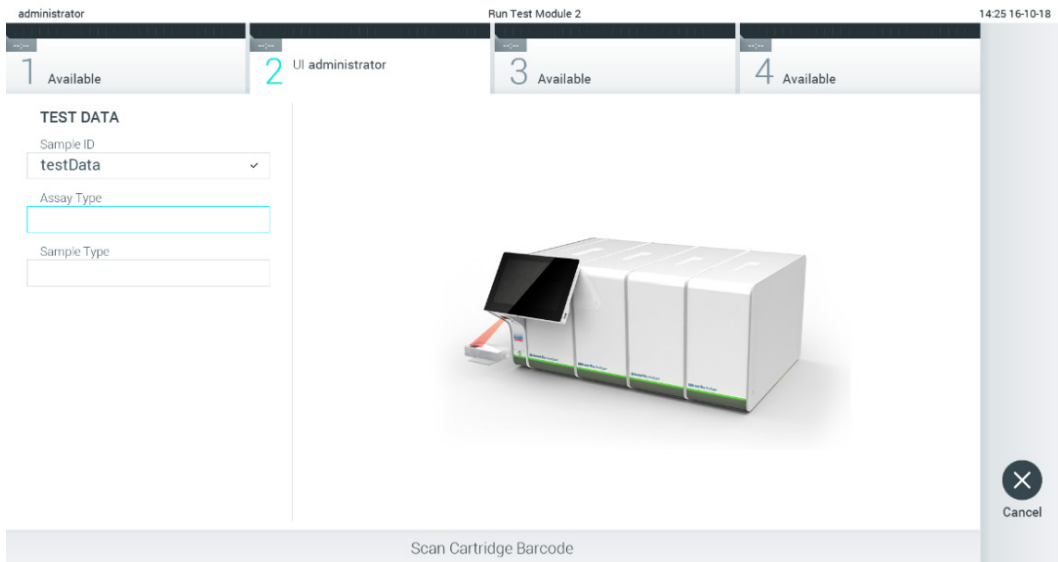 administrator Run Test Module 2 14:25 16-10-18
--:-- --:-- --:-- --:--
1 Available 2 UI administrator 3 Available 4 Available
TEST DATA
Sample ID
testData
Assay Type
Sample Type
Cancel
Scan Cartridge Barcode